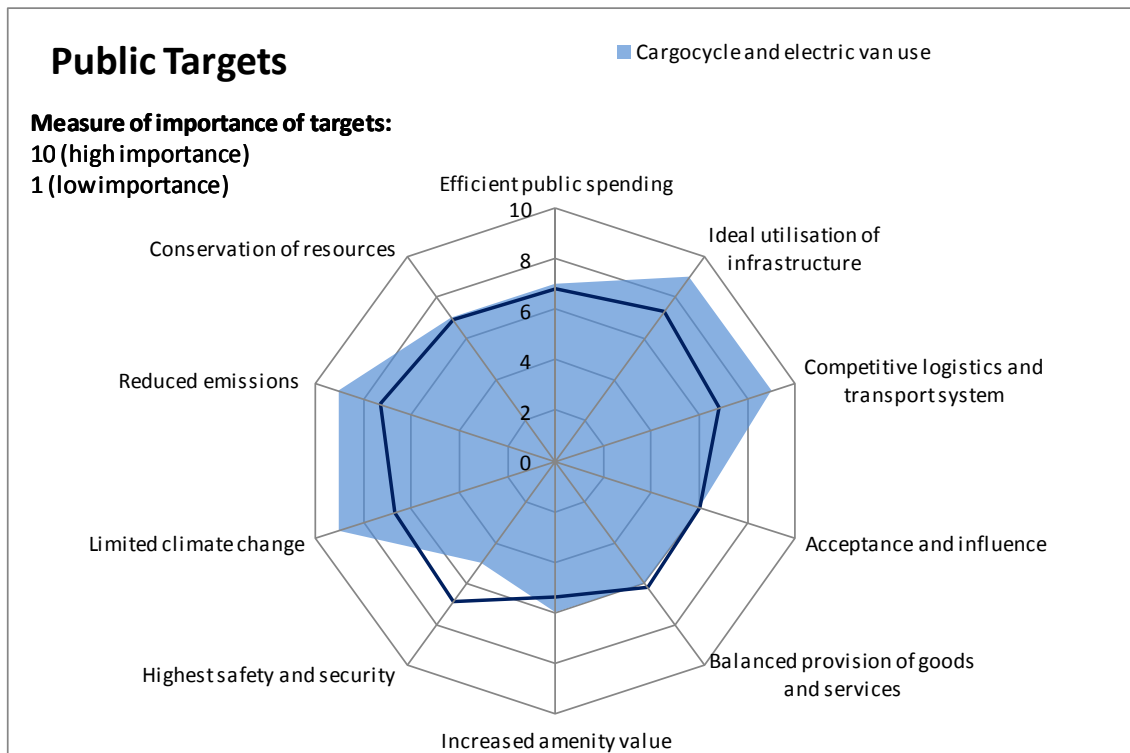 Public Targets
Cargocycle and electric van use
Measure of importance of targets:
10 (high importance)
1 (low importance)
Efficient public spending
10
8
6
4
2
0
Ideal utilisation of
infrastructure
Competitive logistics and
transport system
Acceptance and influence
Balanced provision of goods
and services
Increased amenity value
Highest safety and security
Limited climate change
Reduced emissions
Conservation of resources